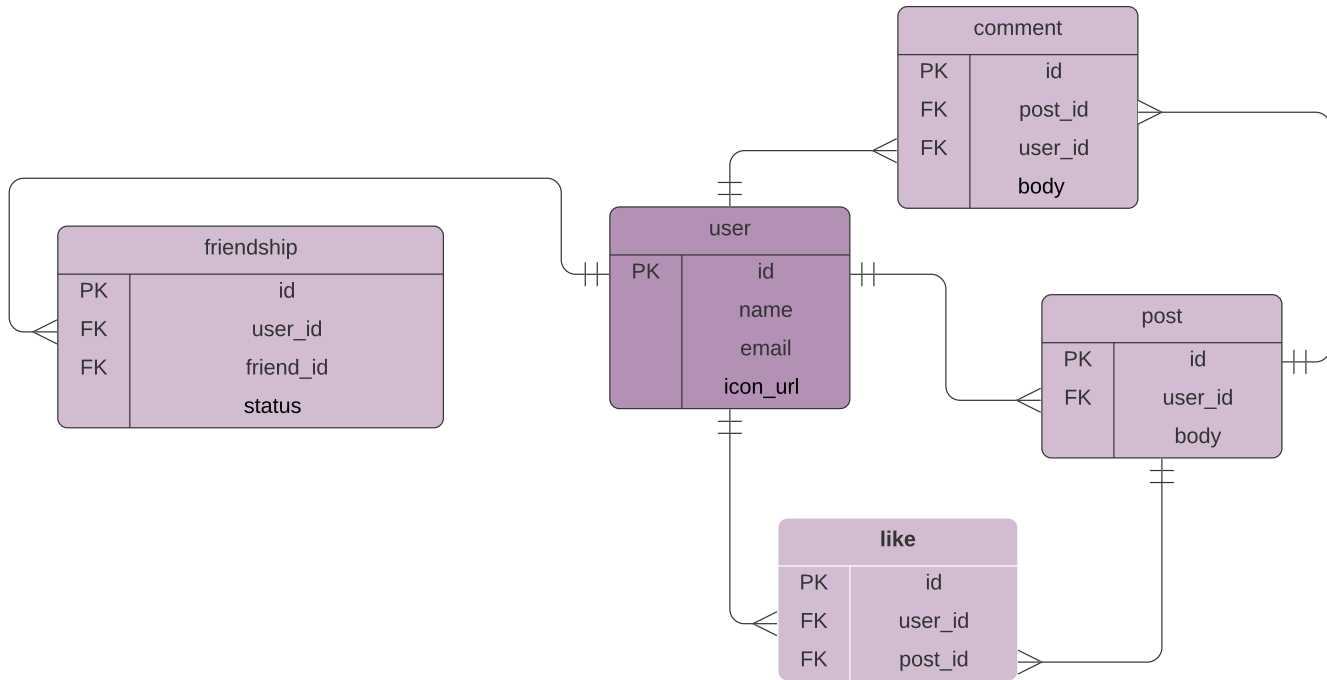 comment
PK id
FK post_id
FK user_id
body
friendship
PK id
FK user_id
FK friend_id
status
user
PK id
name
email
icon_url
post
PK id
FK user_id
body
like
PK id
FK user_id
FK post_id